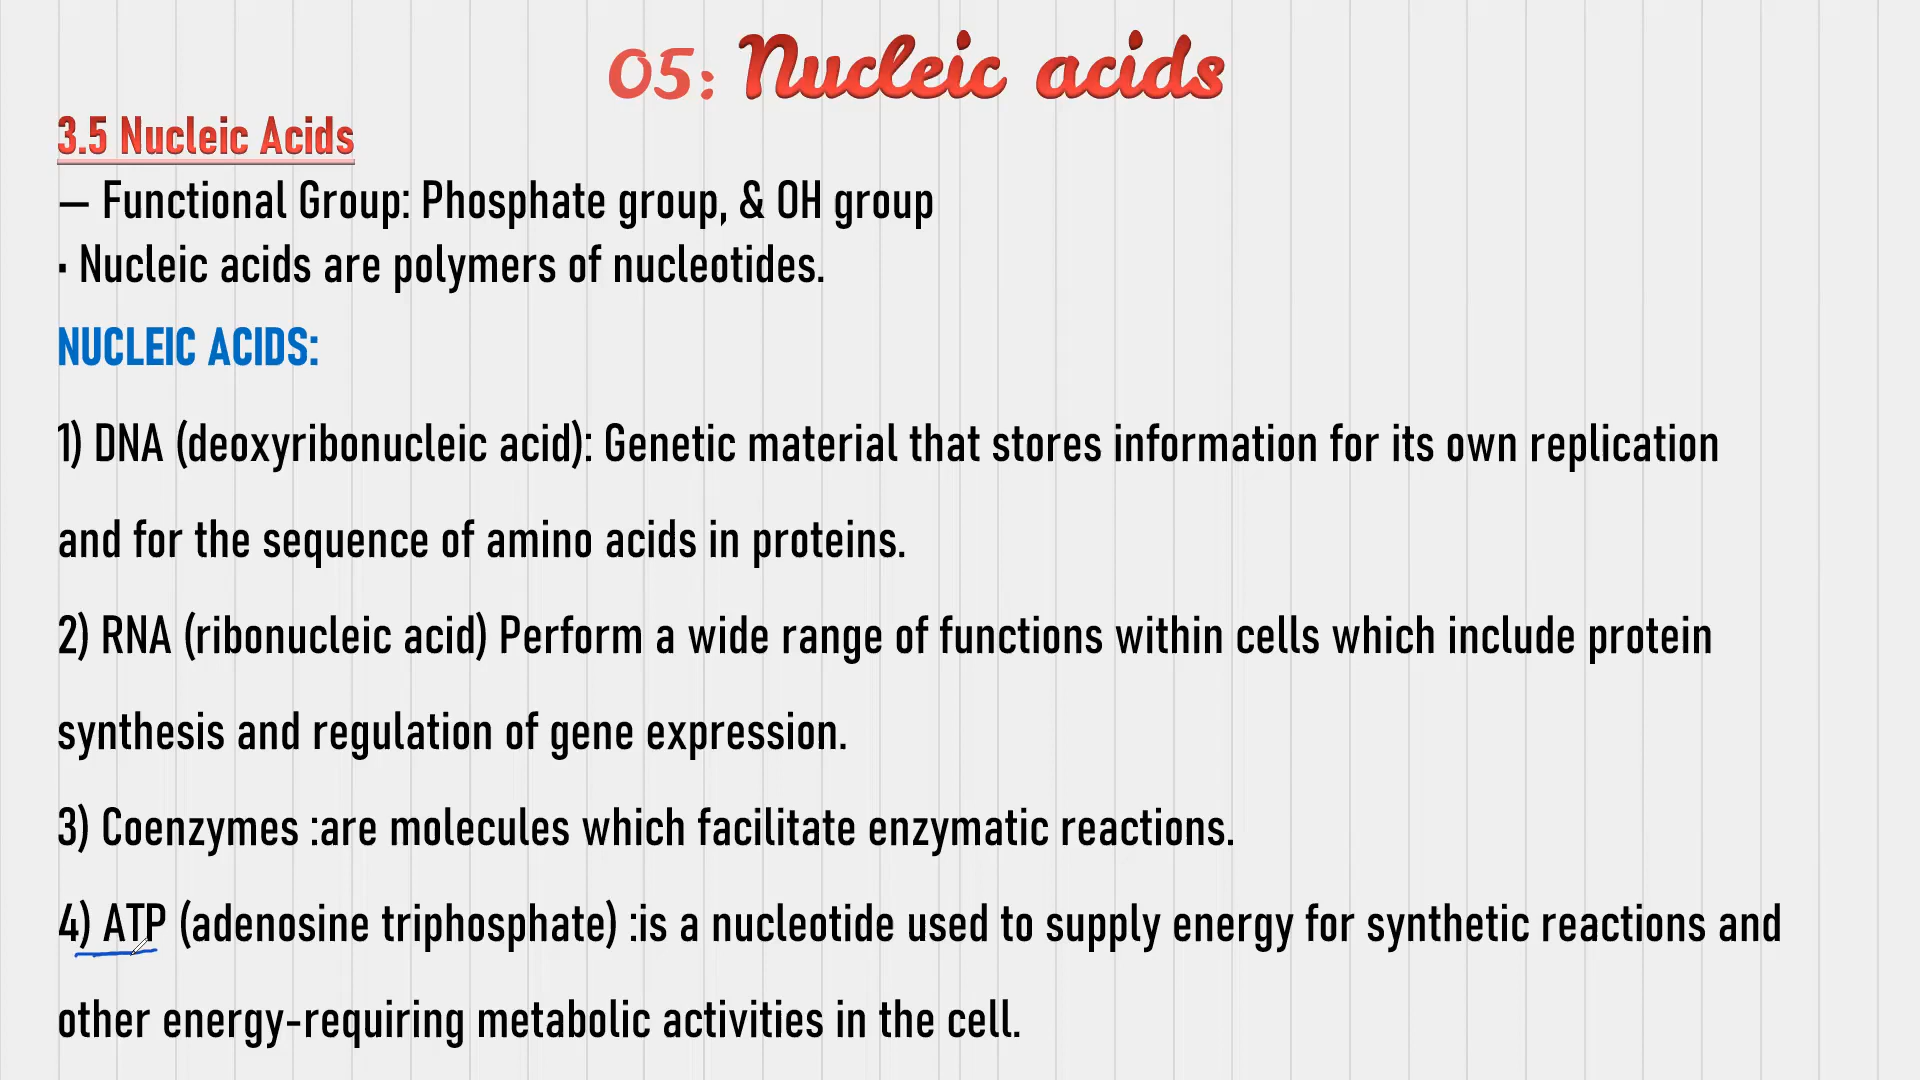 05: Nucleic acids
3.5 Nucleic Acids
– Functional Group: Phosphate group, & OH group
· Nucleic acids are polymers of nucleotides.
NUCLEIC ACIDS:
1) DNA (deoxyribonucleic acid): Genetic material that stores information for its own replication
and for the sequence of amino acids in proteins.
2) RNA (ribonucleic acid) Perform a wide range of functions within cells which include protein
synthesis and regulation of gene expression.
3) Coenzymes :are molecules which facilitate enzymatic reactions.
4) ATP (adenosine triphosphate) :is a nucleotide used to supply energy for synthetic reactions and
other energy-requiring metabolic activities in the cell.